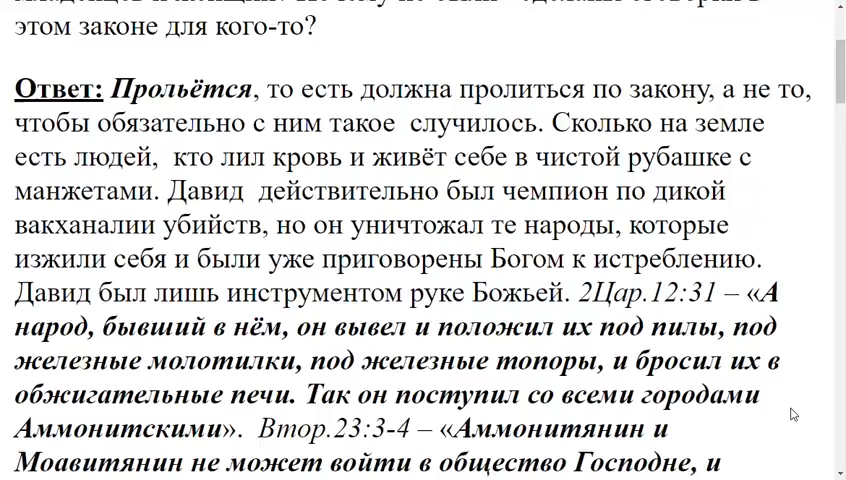 этом законе для кого-то?
Ответ: Прольётся, то есть должна пролиться по закону, а не то,
чтобы обязательно с ним такое случилось. Сколько на земле
есть людей, кто лил кровь и живёт себе в чистой рубашке с
манжетами. Давид действительно был чемпион по дикой
вакханалии убийств, но он уничтожал те народы, которые
изжили себя и были уже приговорены Богом к истреблению.
Давид был лишь инструментом руке Божьей. 2Цар.12:31 – «А
народ, бывший в нём, он вывел и положил их под пилы, под
железные молотилки, под железные топоры, и бросил их в
обжигательные печи. Так он поступил со всеми городами
Аммонитскими». Втор.23:3-4 – «Аммонитянин и
Моавитянин не может войти в общество Господне, и